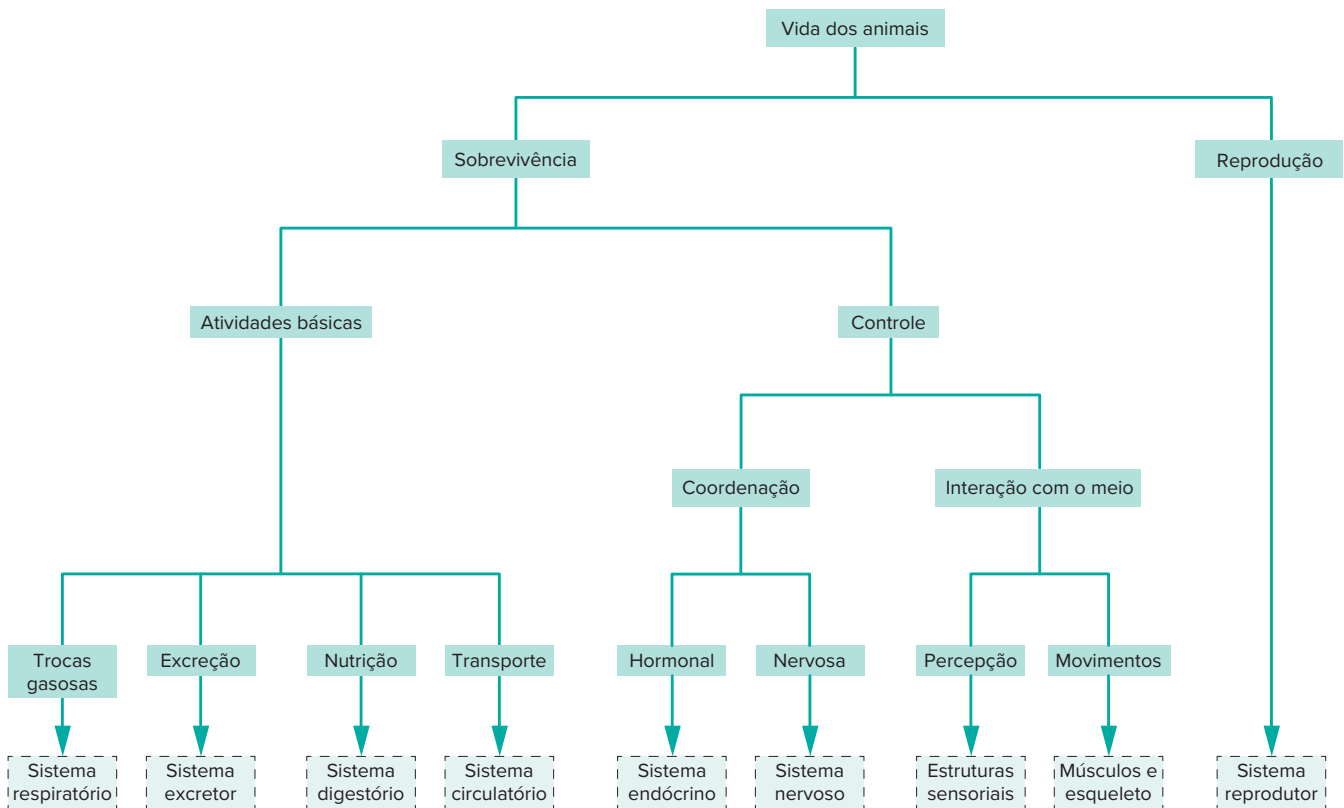 Vida dos animais
Sobrevivência
Reprodução
Atividades básicas
Controle
Coordenação
Interação com o meio
Trocas
gasosas
Excreção
Nutrição
Transporte
Hormonal
Nervosa
Percepção
Movimentos
Sistema
respiratório
Sistema
excretor
Sistema
digestório
Sistema
circulatório
Sistema
endócrino
Sistema
nervoso
Estruturas
sensoriais
Músculos e
esqueleto
Sistema
reprodutor